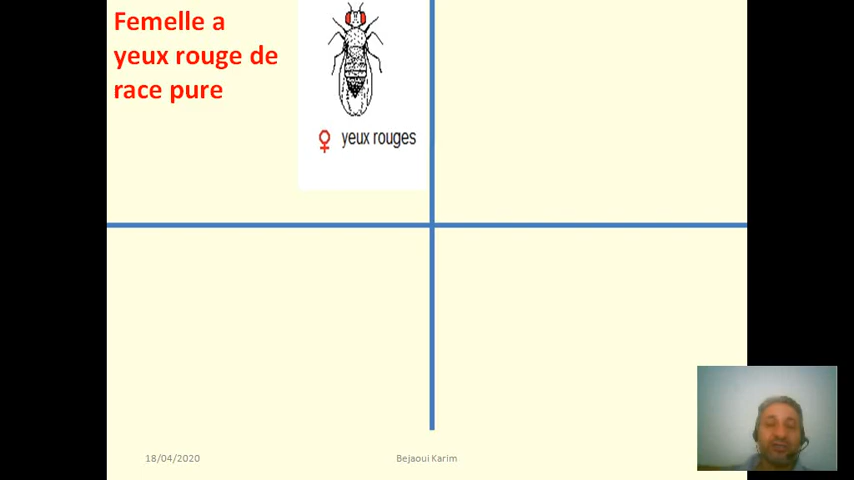 Femelle a
yeux rouge de
race pure
♀ yeux rouges
18/04/2020
Bejaoui Karim